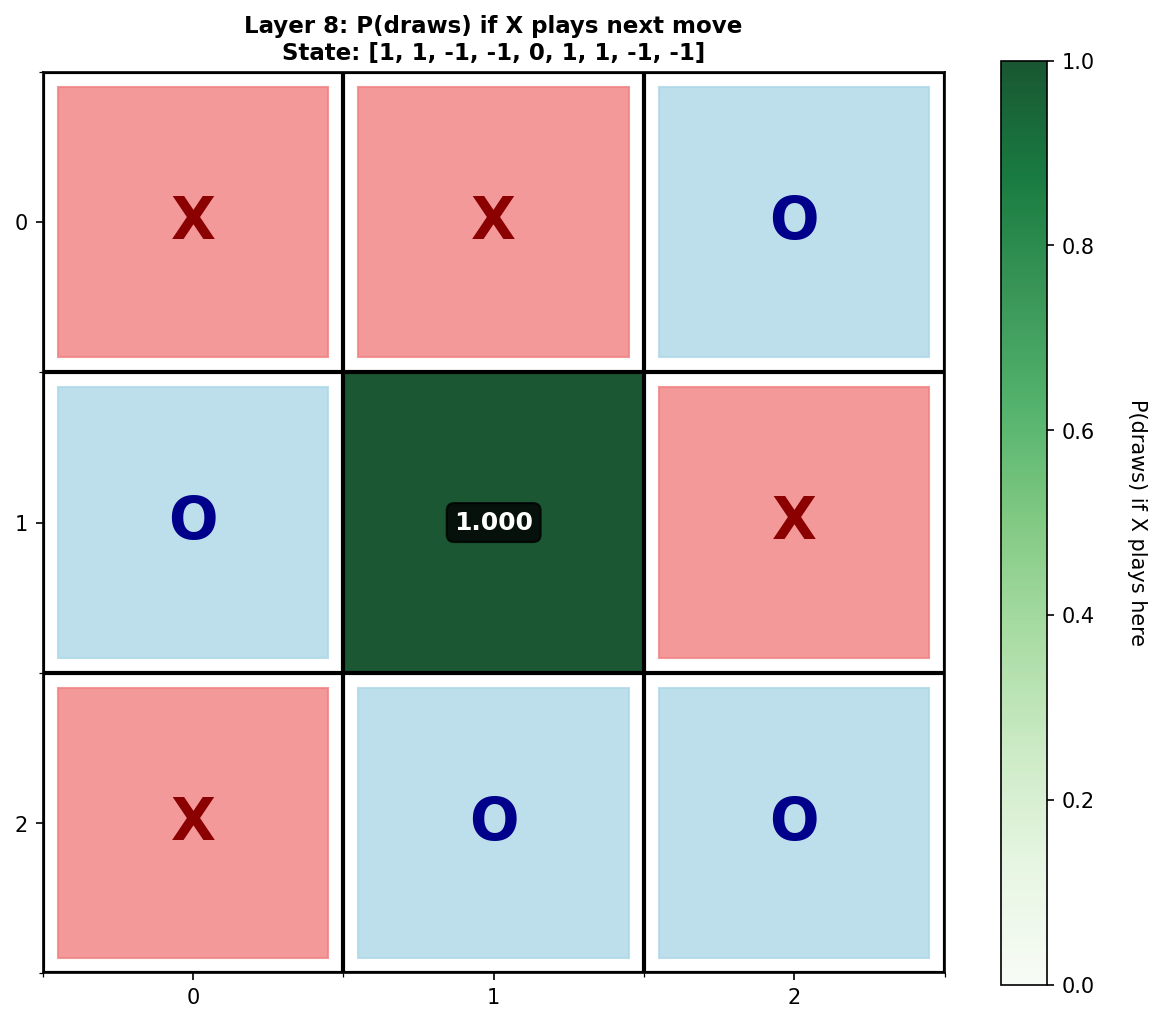 Layer 8: P(draws) if X plays next move
State: [1, 1, -1, -1, 0, 1, 1, -1, -1]
1.0
0.8
0.6
0.4
0.2
0.0
P(draws) if X plays here
0
X
X
O
1
O
1.000
X
2
X
O
O
0
1
2